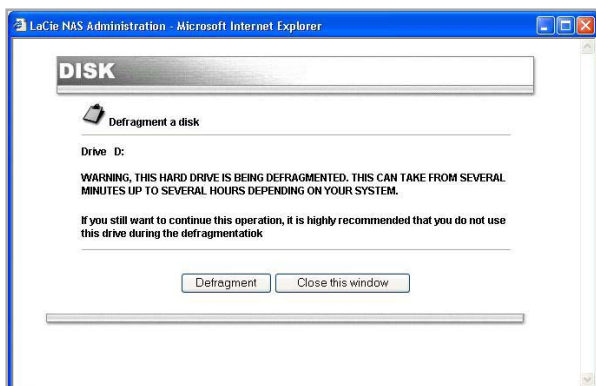 LaCie NAS Administration - Microsoft Internet Explorer
DISK
Defragment a disk
Drive D:
WARNING, THIS HARD DRIVE IS BEING DEFRAGMENTED. THIS CAN TAKE FROM SEVERAL
MINUTES UP TO SEVERAL HOURS DEPENDING ON YOUR SYSTEM.
If you still want to continue this operation, it is highly recommended that you do not use
this drive during the defragmentatiok
Defragment Close this window